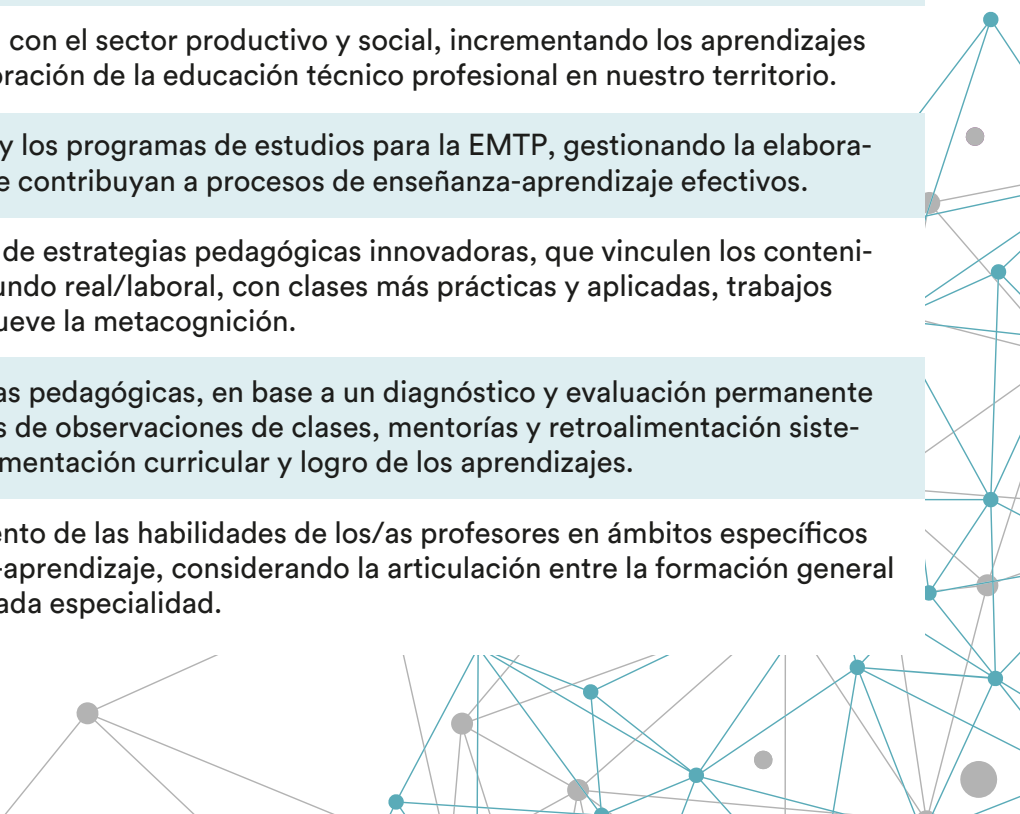 con el sector productivo y social, incrementando los aprendizajes
oración de la educación técnico profesional en nuestro territorio.
y los programas de estudios para la EMTP, gestionando la elabora-
e contribuyan a procesos de enseñanza-aprendizaje efectivos.
de estrategias pedagógicas innovadoras, que vinculen los conteni-
undo real/laboral, con clases más prácticas y aplicadas, trabajos
ueve la metacognición.
as pedagógicas, en base a un diagnóstico y evaluación permanente
s de observaciones de clases, mentorías y retroalimentación siste-
mentación curricular y logro de los aprendizajes.
ento de las habilidades de los/as profesores en ámbitos específicos
-aprendizaje, considerando la articulación entre la formación general
ada especialidad.